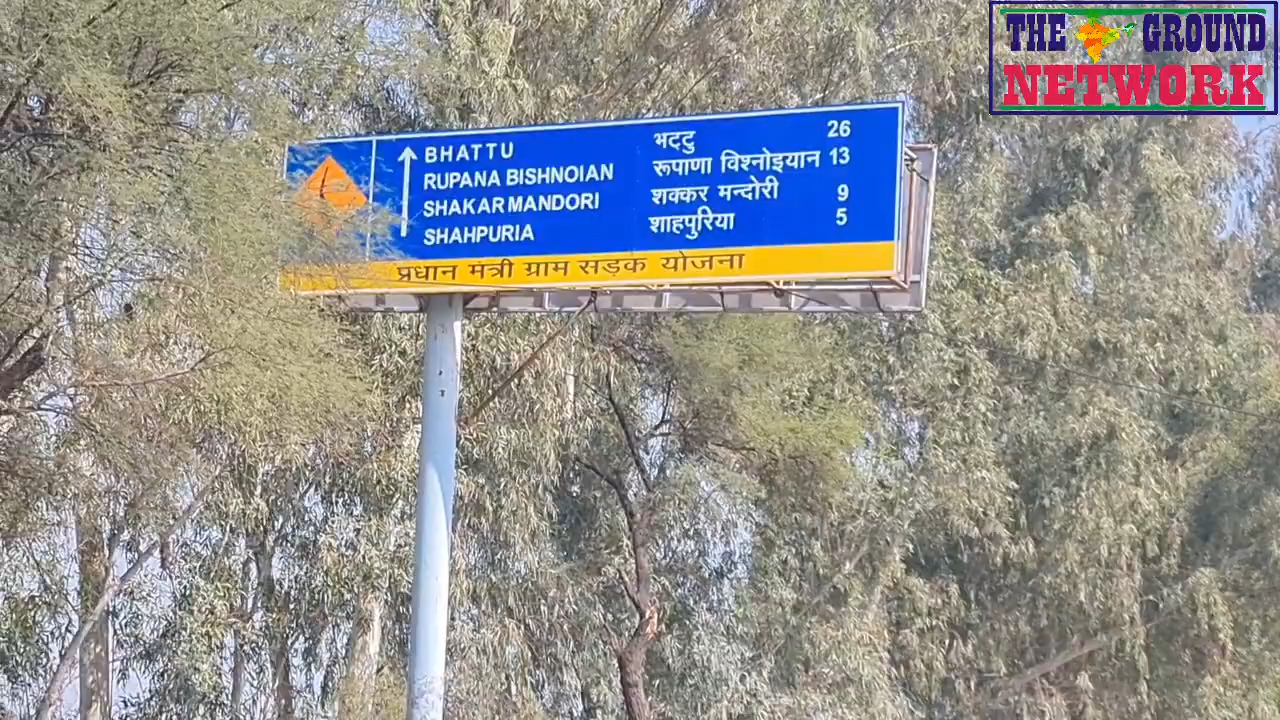 THE GROUND
NETWORK
BHATTU भट्टु 26
RUPANA BISHNOIAN रूपाणा विश्नोइयान 13
SHAKAR MANDORI शक्कर मन्दोरी 9
SHAHPURIA शाहपुरिया 5
प्रधान मंत्री ग्राम सड़क योजना